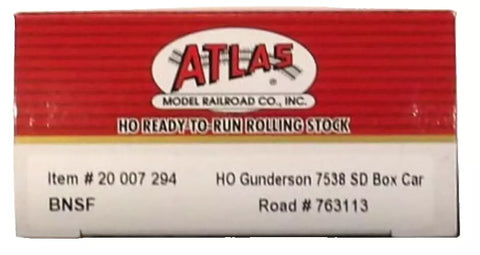 ATLAS
®
MODEL RAILROAD CO., INC.
HO READY-TO-RUN ROLLING STOCK
Item # 20 007 294 HO Gunderson 7538 SD Box Car
BNSF Road # 763113